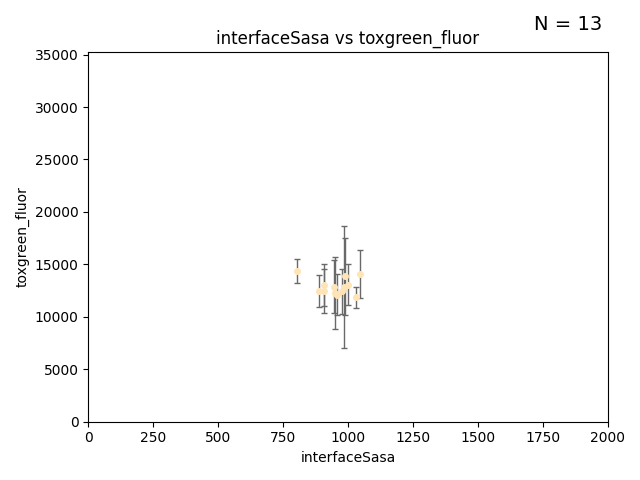 N = 13
interfaceSasa vs toxgreen_fluor
35000
30000
25000
20000
15000
10000
5000
0
toxgreen_fluor
0 250 500 750 1000 1250 1500 1750 2000
interfaceSasa